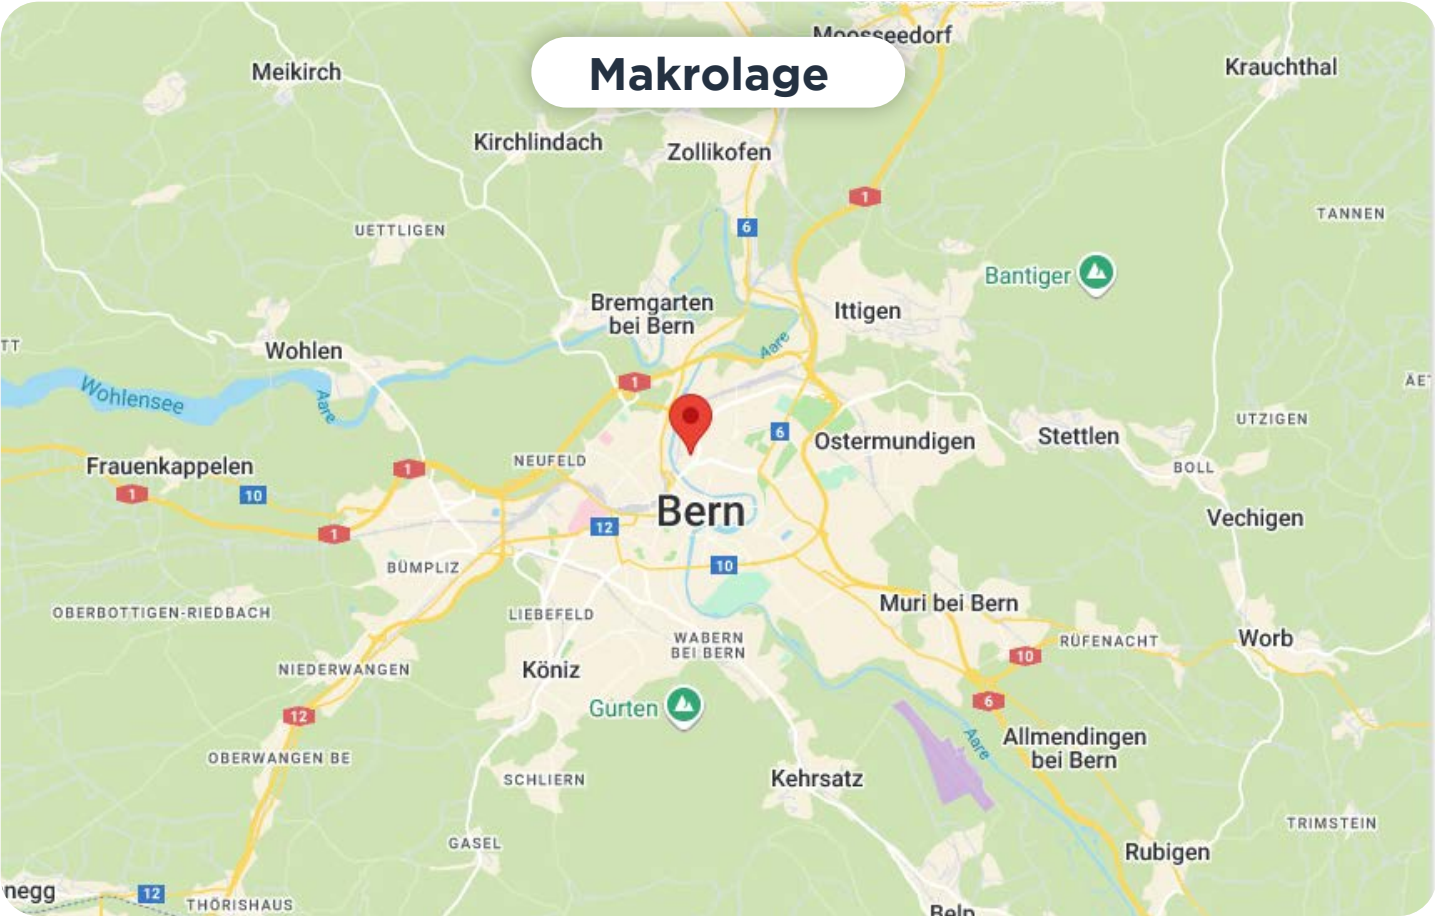 Moosseedorf
Makrolage
Krauchthal
Meikirch
Kirchlindach
Zollikofen
1
TANNEN
6
UETTLIGEN
Bantiger
Bremgarten
bei Bern
Ittigen
Aare
Wohlen
1
Wohlensee
Aare
UTZIGEN
6
Ostermundigen
Stettlen
NEUFELD
Frauenkappelen
1
BOLL
1
10
Bern
Vechigen
12
1
10
BÜMPLIZ
Muri bei Bern
OBERBOTTIGEN-RIEDBACH
LIEBEFELD
WABERN
BEI BERN
RÜFENACHT
Worb
10
NIEDERWANGEN
Köniz
Gurten
6
12
Allmendingen
bei Bern
Aare
OBERWANGEN BE
SCHLIERN
Kehrsatz
TRIMSTEIN
GASEL
Rubigen
negg
12
THÖRISHAUS
Belp